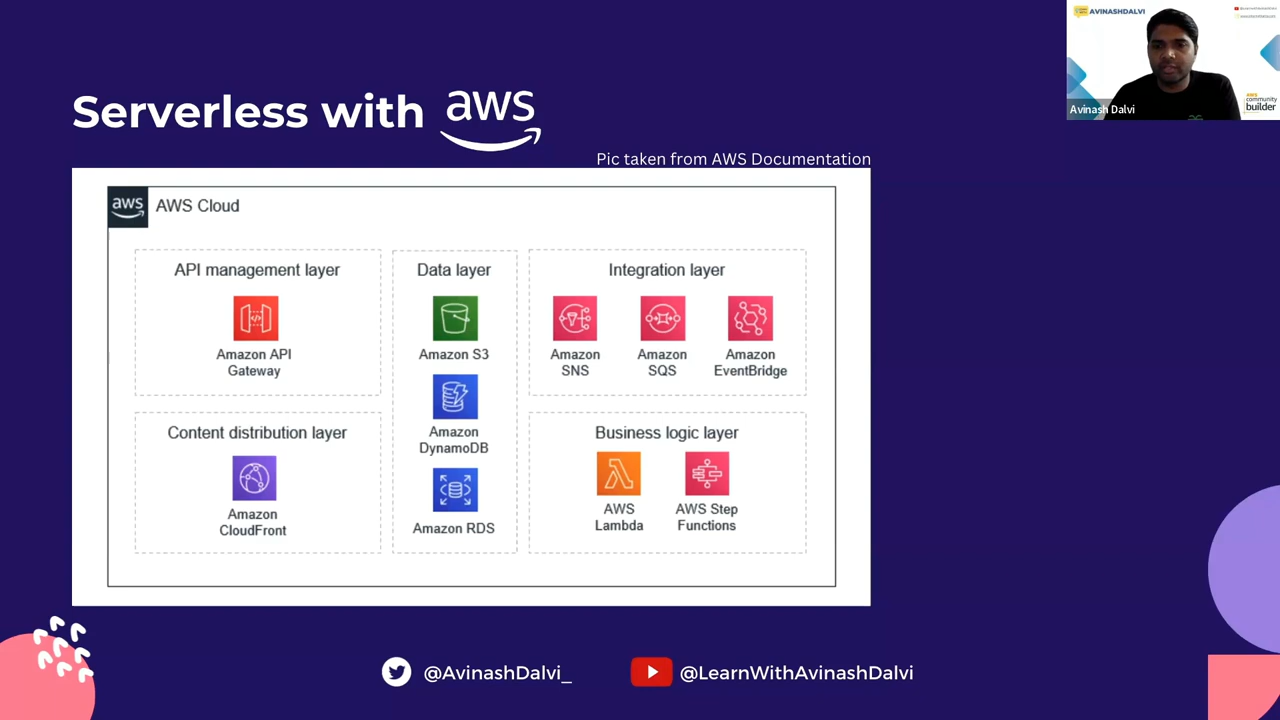 AVINASHDALVI
Avinash Dalvi
AWS
community
builder
Serverless with aws
Pic taken from AWS Documentation
aws AWS Cloud
API management layer
Amazon API
Gateway
Data layer
Amazon S3
Amazon
DynamoDB
Amazon RDS
Integration layer
Amazon
SNS
Amazon
SQS
Amazon
EventBridge
Content distribution layer
Amazon
CloudFront
Business logic layer
AWS
Lambda
AWS Step
Functions
@AvinashDalvi_
@LearnWithAvinashDalvi